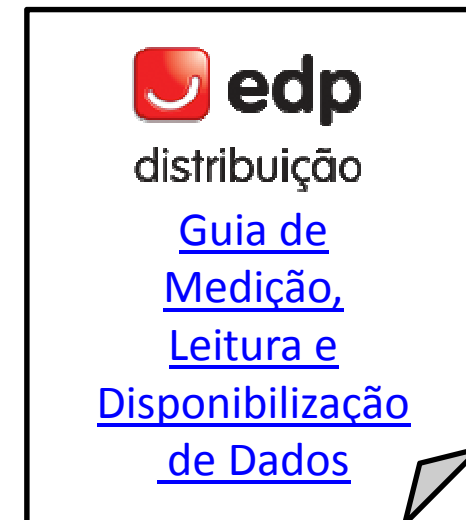 edp
distribuição
Guia de
Medição,
Leitura e
Disponibilização
de Dados